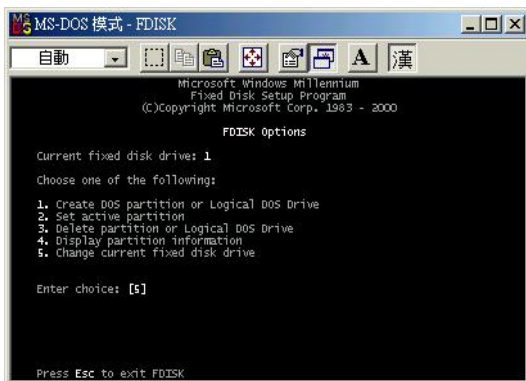 MS-DOS 模式 - FDISK
自動
A 漢
Microsoft Windows Millennium
Fixed Disk Setup Program
(C)Copyright Microsoft Corp. 1983 - 2000
FDISK Options
Current fixed disk drive: 1
Choose one of the following:
1. Create DOS partition or Logical DOS Drive
2. Set active partition
3. Delete partition or Logical DOS Drive
4. Display partition information
5. Change current fixed disk drive
Enter choice: [5]
Press Esc to exit FDISK